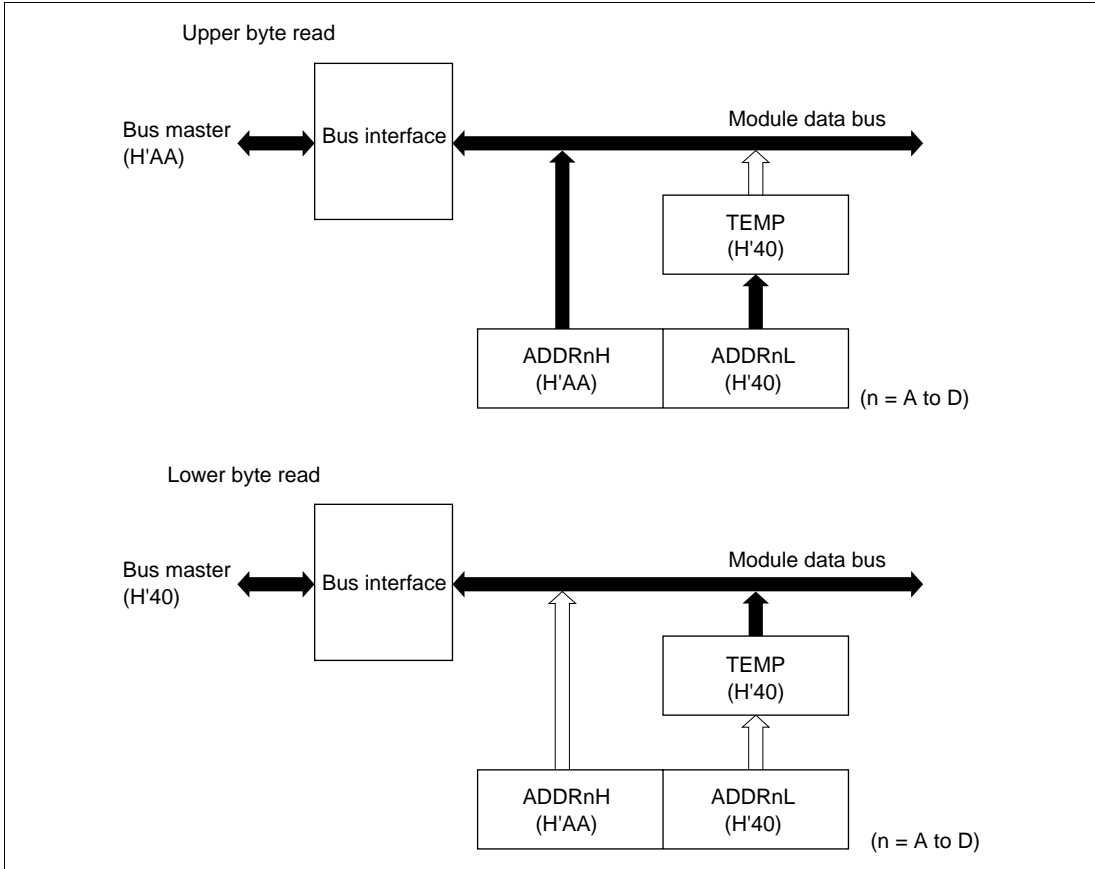 Upper byte read
Bus master
(H'AA)
Bus interface
Module data bus
TEMP
(H'40)
ADDRnH
(H'AA)
ADDRnL
(H'40)
(n = A to D)
Lower byte read
Bus master
(H'40)
Bus interface
Module data bus
TEMP
(H'40)
ADDRnH
(H'AA)
ADDRnL
(H'40)
(n = A to D)